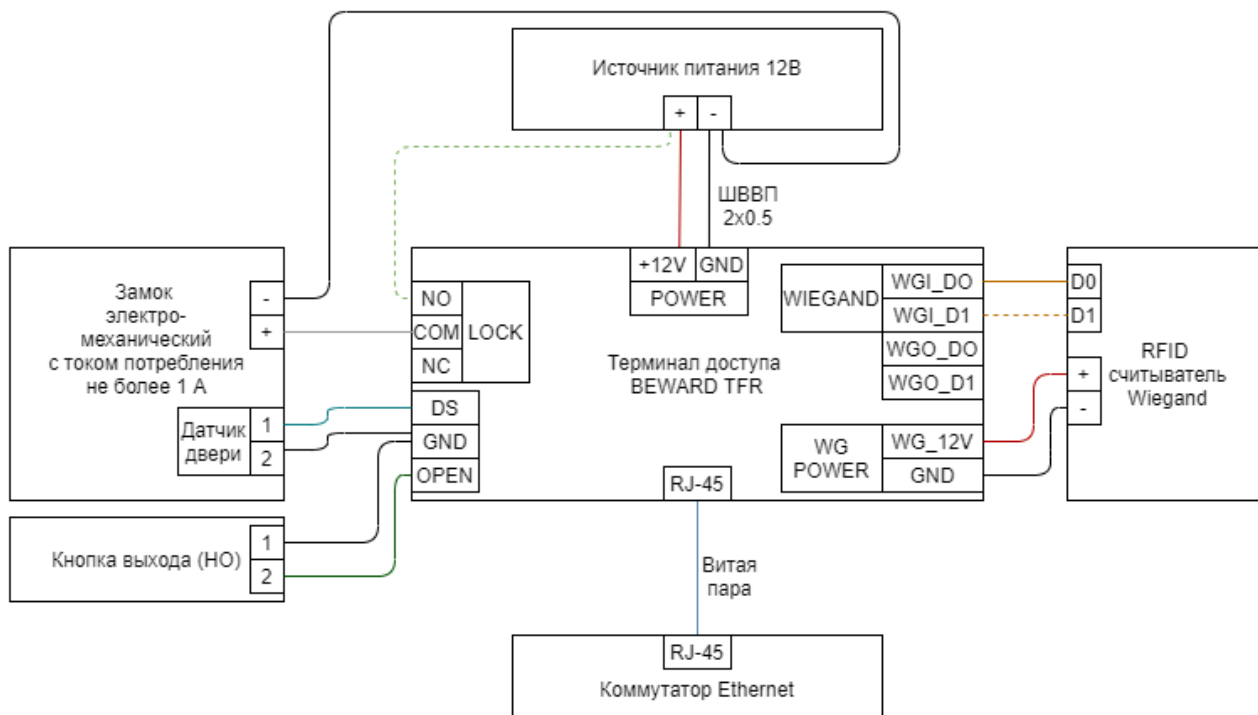 Источник питания 12В
+
-
ШВВП
2x0.5
Замок
электро-
механический
с током потребления
не более 1 А
-
+
Датчик
двери
1
2
Кнопка выхода (НО)
1
2
NO
COM
NC
LOCK
DS
GND
OPEN
+12V
GND
POWER
Терминал доступа
BEWARD TFR
WIEGAND
WGI_DO
WGI_D1
WGO_DO
WGO_D1
WG
POWER
WG_12V
GND
RJ-45
D0
D1
+
-
RFID
считыватель
Wiegand
Витая
пара
RJ-45
Коммутатор Ethernet